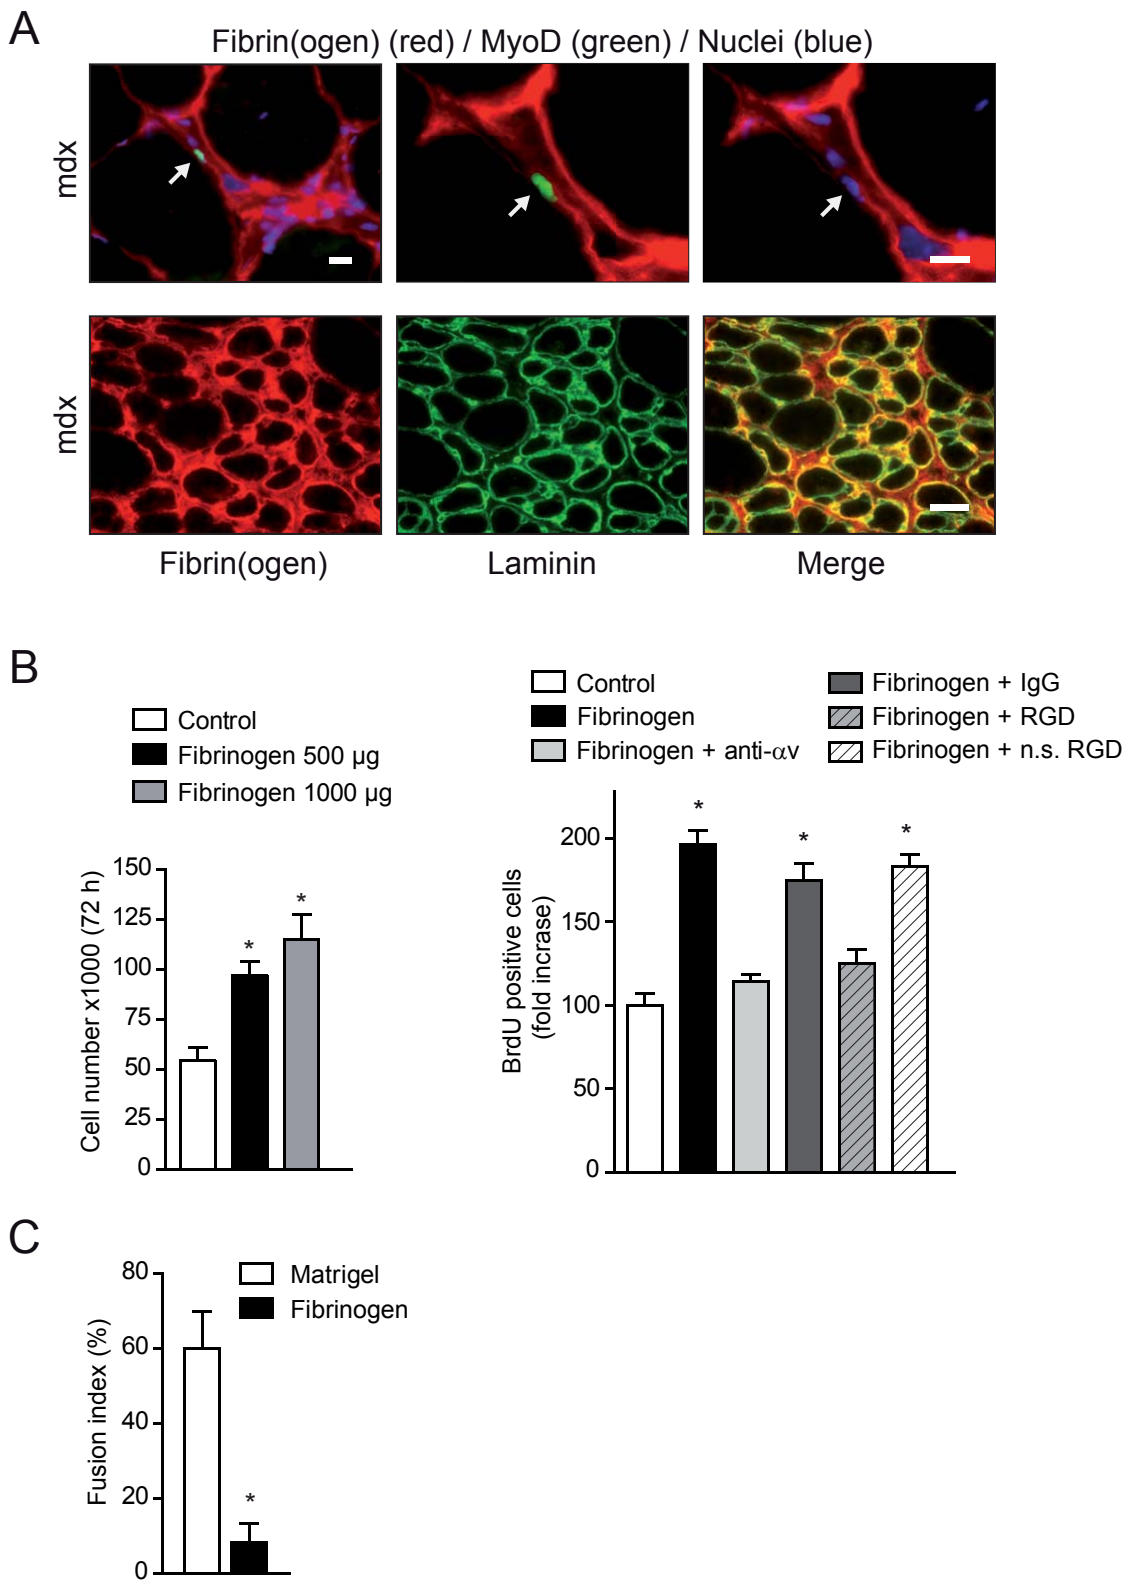 A
Fibrin(ogen) (red) / MyoD (green) / Nuclei (blue)
mdx
mdx
Fibrin(ogen)
Laminin
Merge
B
Control
Fibrinogen 500 µg
Fibrinogen 1000 µg
Cell number x1000 (72 h)
150
125
100
75
50
25
0
*
*
Control
Fibrinogen
Fibrinogen + anti-αv
Fibrinogen + IgG
Fibrinogen + RGD
Fibrinogen + n.s. RGD
BrdU positive cells
(fold incrase)
200
150
100
50
0
*
*
*
C
Matrigel
Fibrinogen
Fusion index (%)
80
60
40
20
0
*